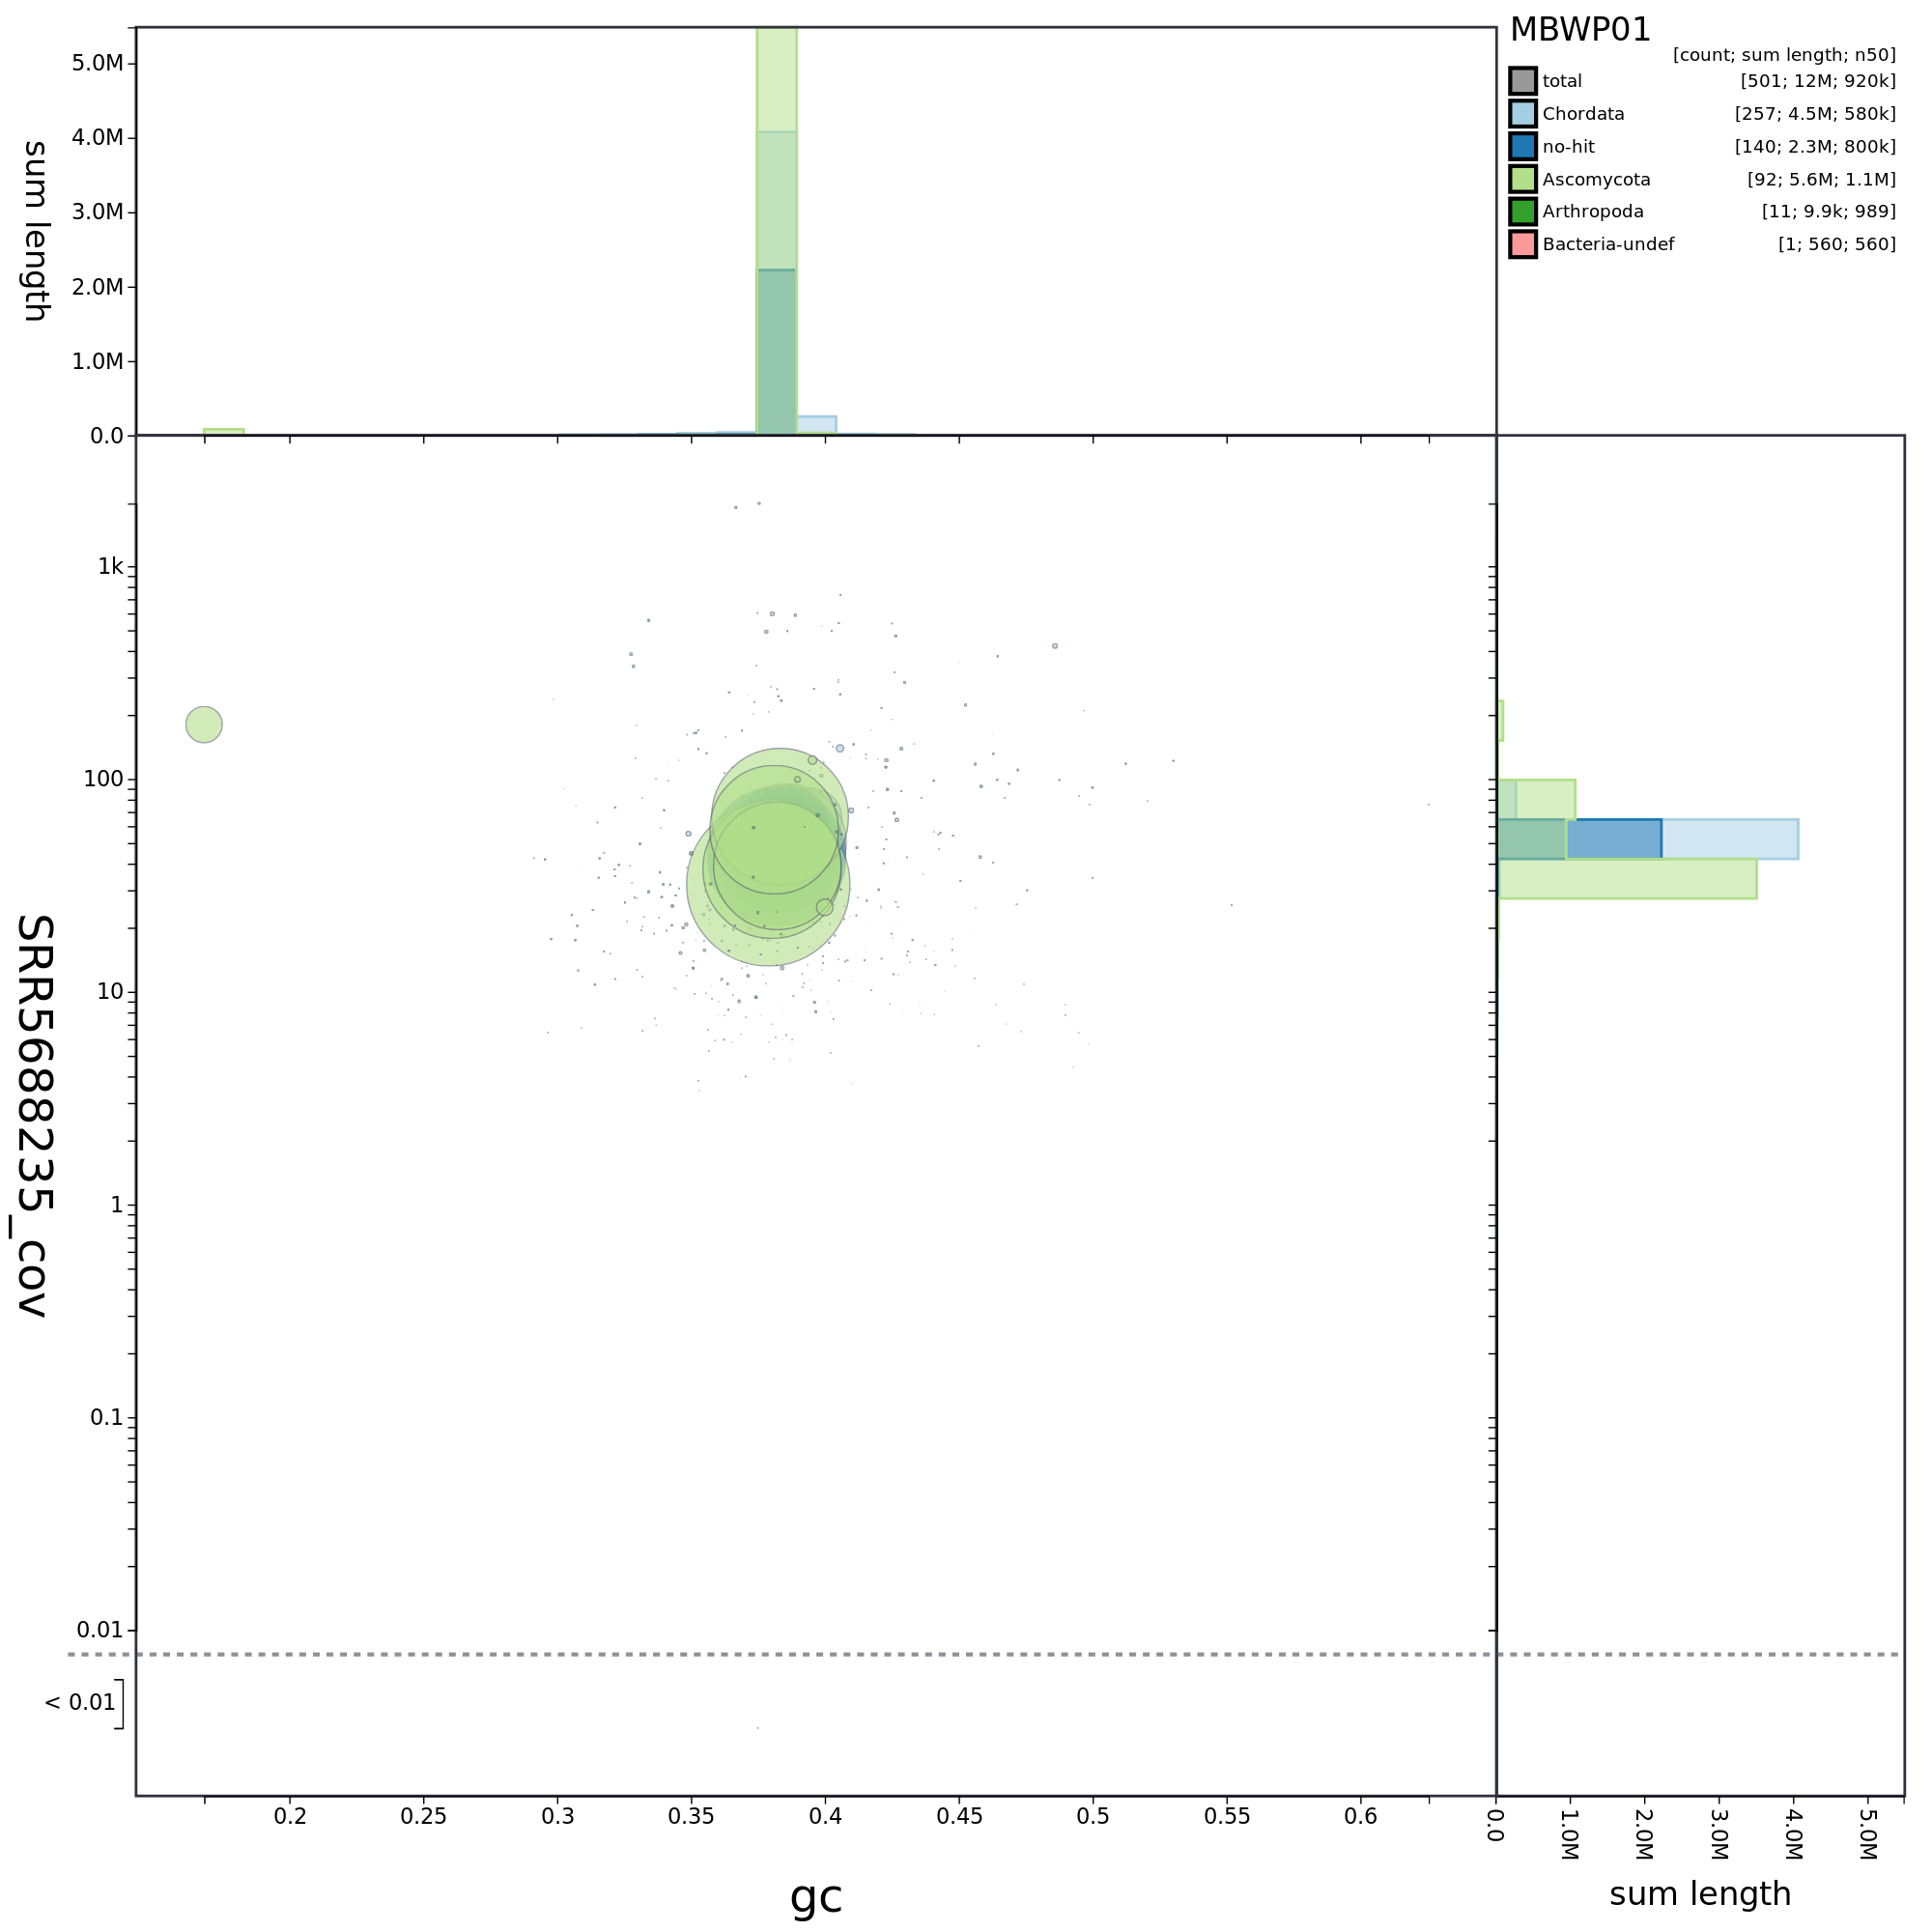 MBWP01
[count; sum length; n50]
total [501; 12M; 920k]
Chordata [257; 4.5M; 580k]
no-hit [140; 2.3M; 800k]
Ascomycota [92; 5.6M; 1.1M]
Arthropoda [11; 9.9k; 989]
Bacteria-undef [1; 560; 560]
sum length
5.0M
4.0M
3.0M
2.0M
1.0M
0.0
SRR5688235_cov
1k
100
10
1
0.1
0.01
< 0.01
0.2 0.25 0.3 0.35 0.4 0.45 0.5 0.55 0.6
gc
0.0 1.0M 2.0M 3.0M 4.0M 5.0M
sum length